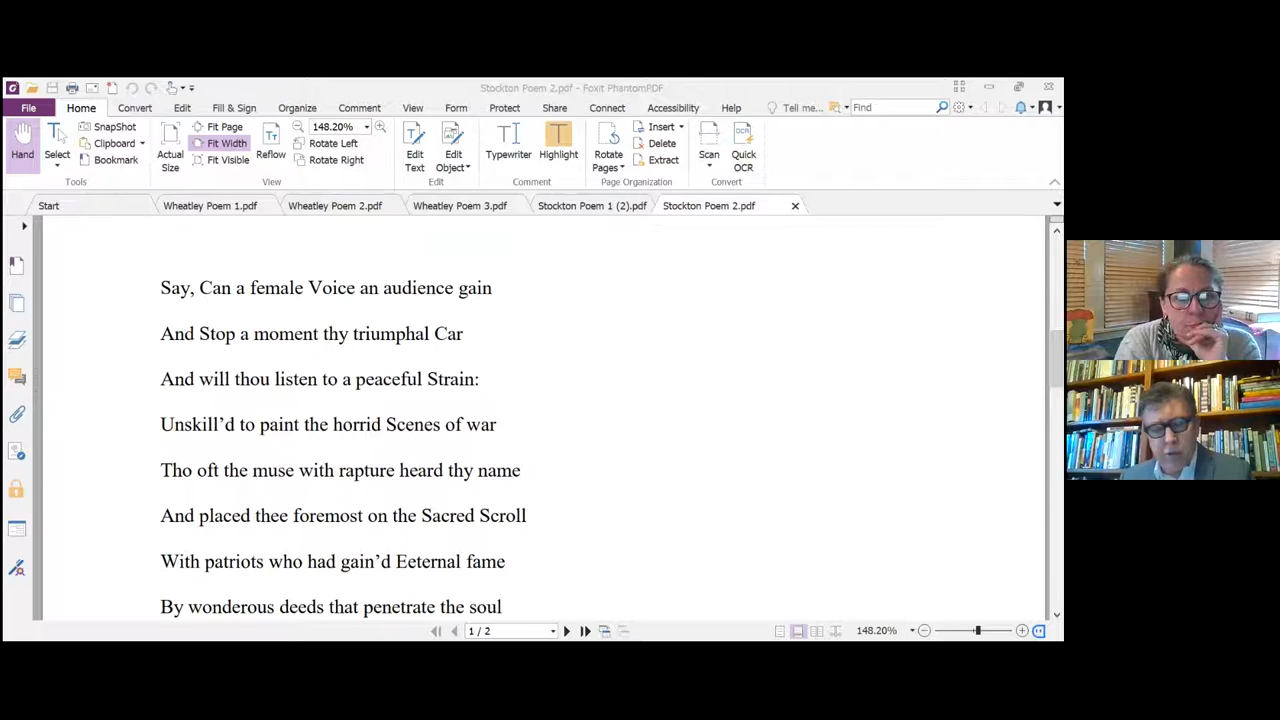 Stockton Poem 2.pdf - Foxit PhantomPDF
File Home Convert Edit Fill & Sign Organize Comment View Form Protect Share Connect Accessibility Help Tell me... Find
Hand
Select
SnapShot
Clipboard
Bookmark
Tools
Actual Size
Fit Page
Fit Width
Fit Visible
Reflow
148.20%
Rotate Left
Rotate Right
View
Edit Text
Edit Object
Edit
Typewriter
Highlight
Comment
Rotate Pages
Insert
Delete
Extract
Page Organization
Scan
Quick OCR
Convert
Start Wheatley Poem 1.pdf Wheatley Poem 2.pdf Wheatley Poem 3.pdf Stockton Poem 1 (2).pdf Stockton Poem 2.pdf
Say, Can a female Voice an audience gain
And Stop a moment thy triumphal Car
And will thou listen to a peaceful Strain:
Unskill’d to paint the horrid Scenes of war
Tho oft the muse with rapture heard thy name
And placed thee foremost on the Sacred Scroll
With patriots who had gain’d Eeternal fame
By wonderous deeds that penetrate the soul
1 / 2 148.20%